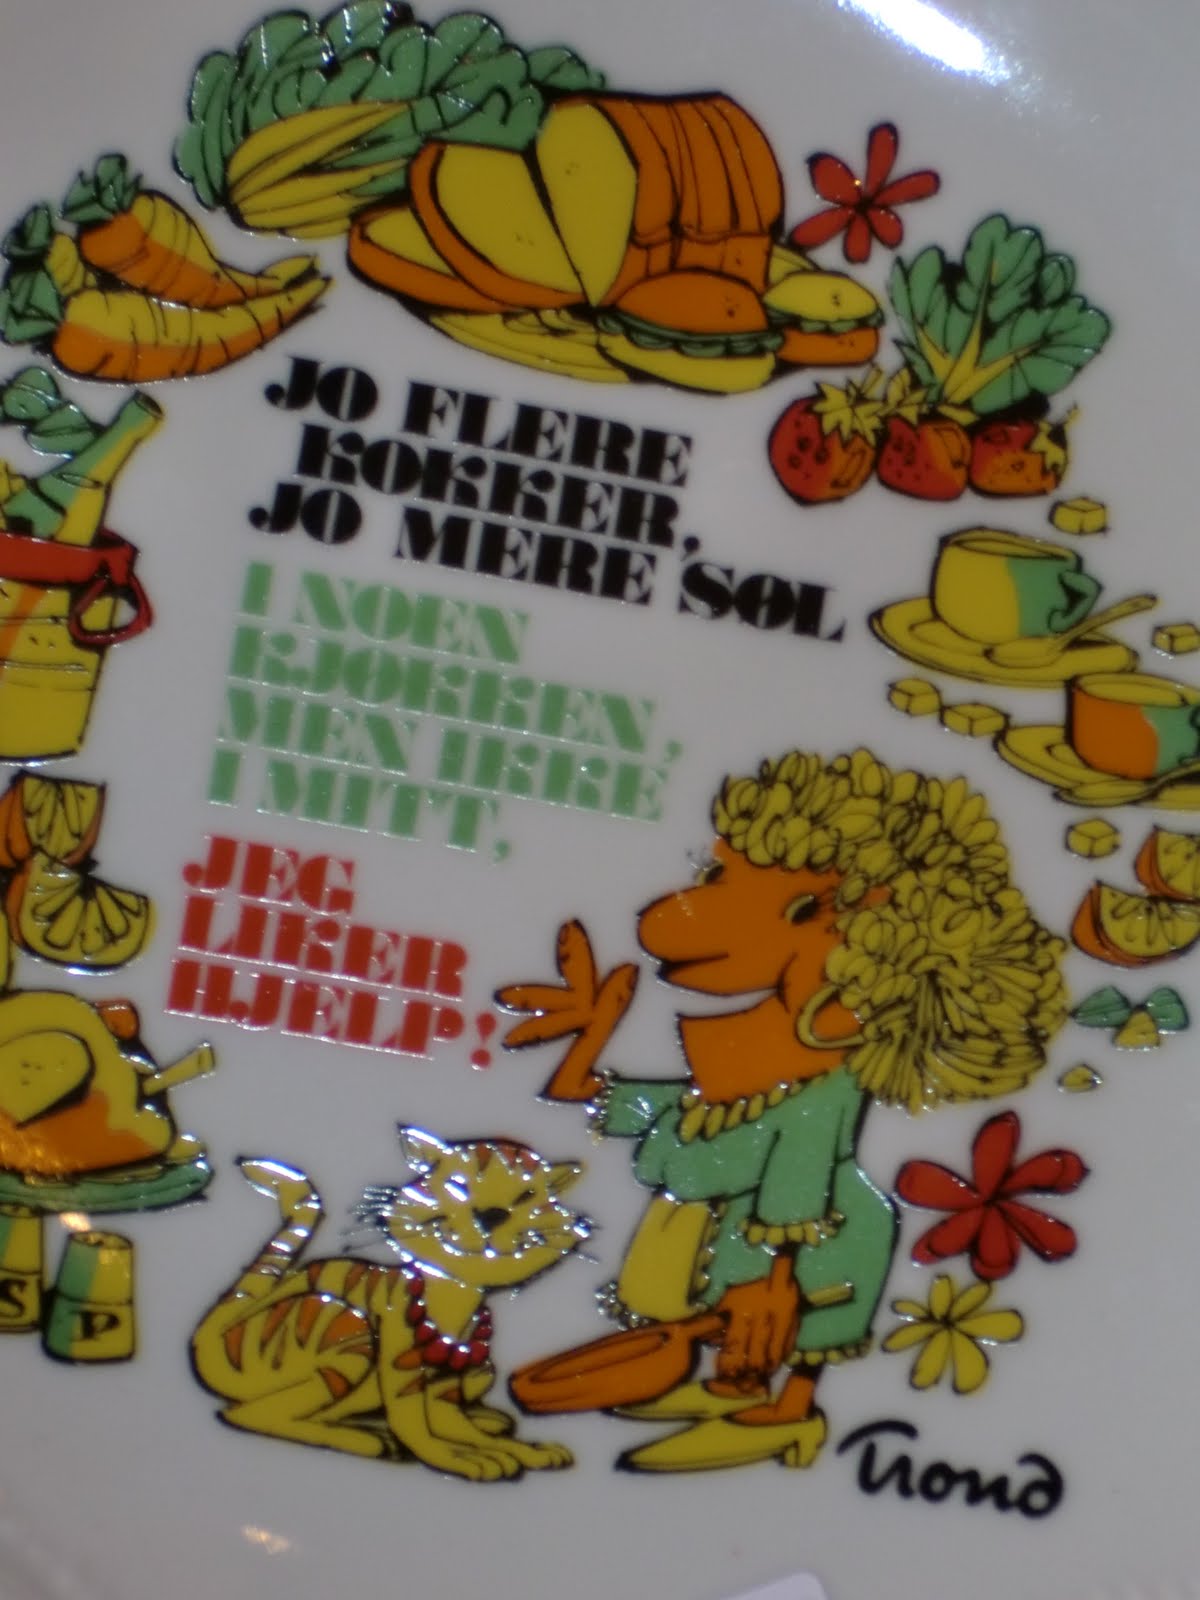 JO FLERE
KOKKER,
JO MERE SØL
I NOEN
KJØKKEN,
MEN IKKE
I MITT,
JEG
LIKER
HJELP!
S
P
Trond